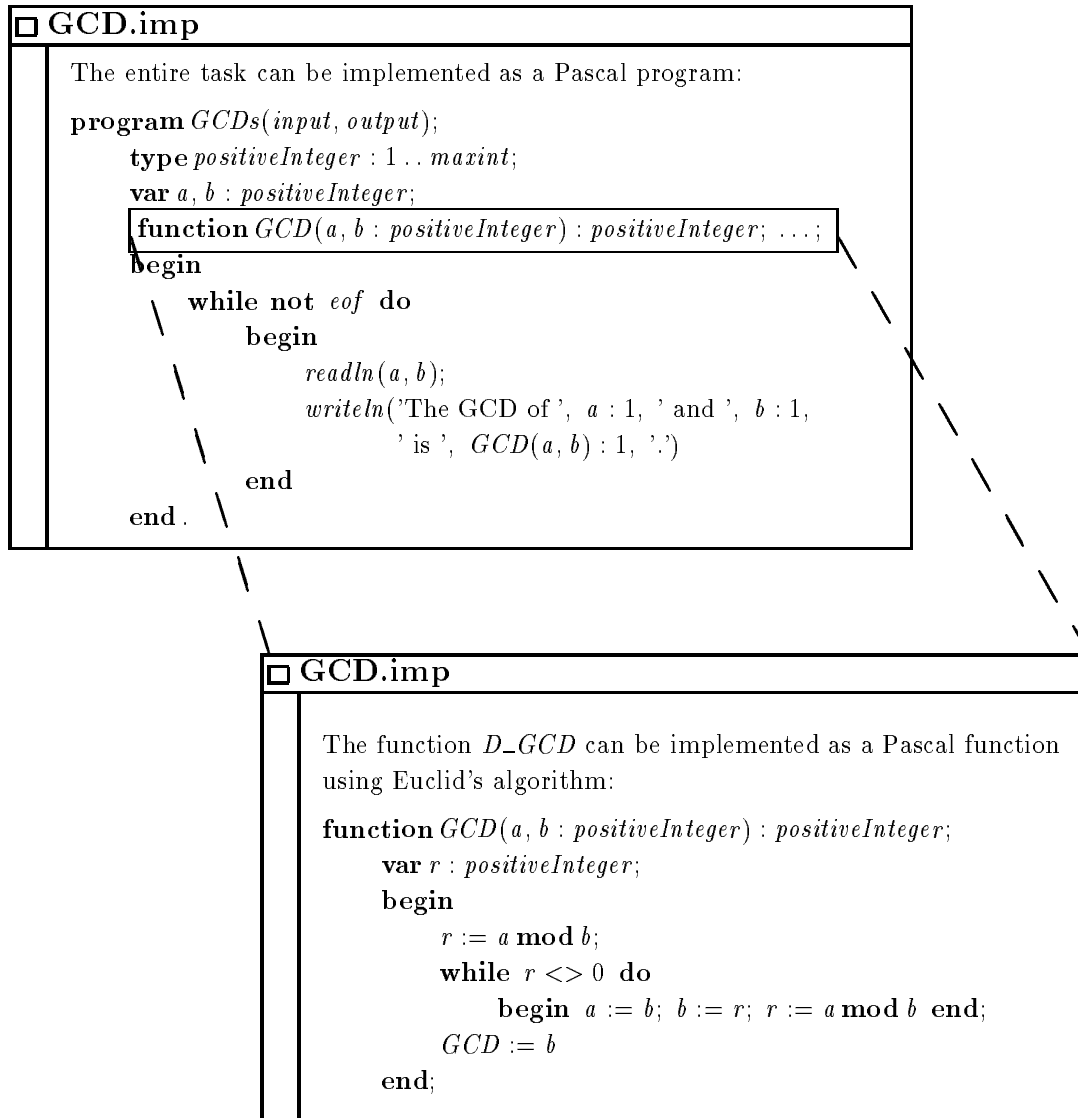 GCD.imp
The entire task can be implemented as a Pascal program:
program GCDs(input, output);
type positiveInteger : 1 .. maxint;
var a, b : positiveInteger;
function GCD(a, b : positiveInteger) : positiveInteger; ...;
begin
while not eof do
begin
readln(a, b);
writeln('The GCD of ', a : 1, ' and ', b : 1,
' is ', GCD(a, b) : 1, '.')
end
end.
GCD.imp
The function D_GCD can be implemented as a Pascal function
using Euclid's algorithm:
function GCD(a, b : positiveInteger) : positiveInteger;
var r : positiveInteger;
begin
r := a mod b;
while r <> 0 do
begin a := b; b := r; r := a mod b end;
GCD := b
end;